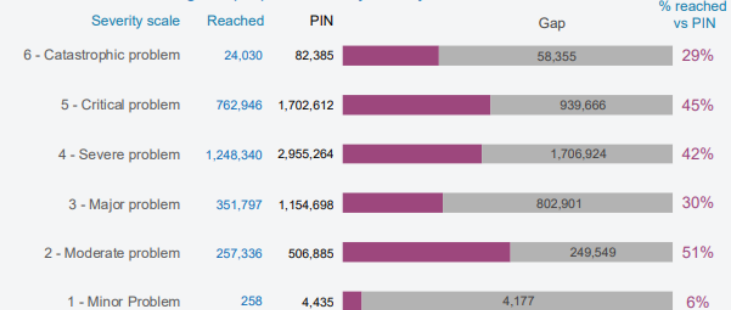 % reached
Severity scale Reached PIN Gap vs PIN
6 - Catastrophic problem 24,030 82,385 58,355 29%
5 - Critical problem 762,946 1,702,612 939,666 45%
4 - Severe problem 1,248,340 2,955,264 1,706,924 42%
3 - Major problem 351,797 1,154,698 802,901 30%
2 - Moderate problem 257,336 506,885 249,549 51%
1 - Minor Problem 258 4,435 4,177 6%